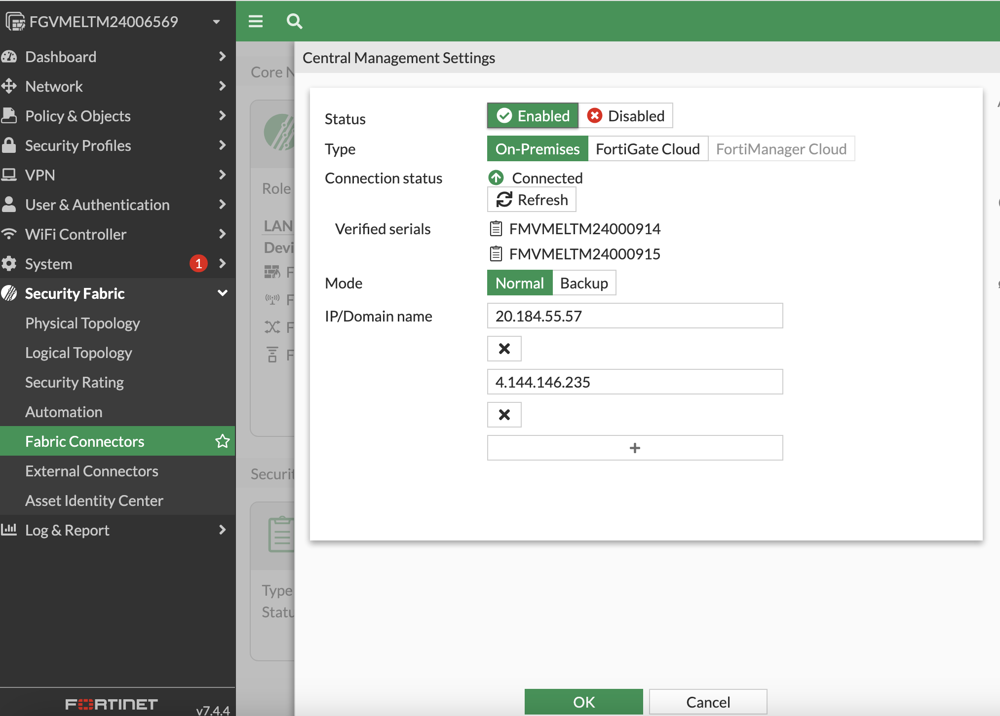 FGVMELTM24006569
Dashboard
Network
Policy & Objects
Security Profiles
VPN
User & Authentication
WiFi Controller
System 1
Security Fabric
Physical Topology
Logical Topology
Security Rating
Automation
Fabric Connectors
External Connectors
Asset Identity Center
Log & Report
FORTINET
v7.4.4
Core N
Role
LAN
Devi
F
F
F
F
Securit
Type
Statu
Central Management Settings
Status Enabled Disabled
Type On-Premises FortiGate Cloud FortiManager Cloud
Connection status Connected
Refresh
Verified serials FMVMELTM24000914
FMVMELTM24000915
Mode Normal Backup
IP/Domain name 20.184.55.57
4.144.146.235
+
OK Cancel